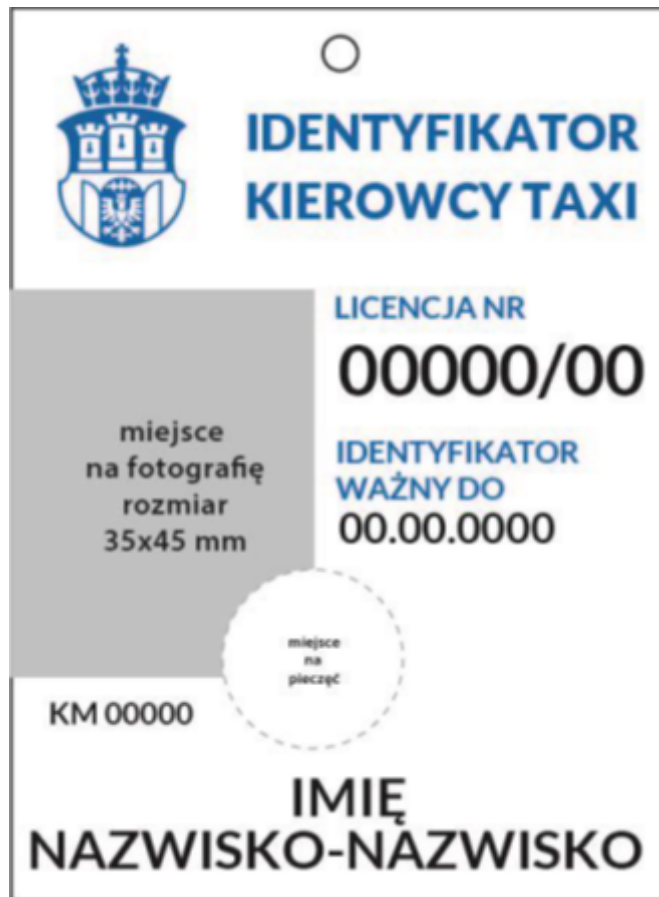 IDENTYFIKATOR
KIEROWCY TAXI
LICENCJA NR
00000/00
IDENTYFIKATOR
WAŻNY DO
00.00.0000
miejsce
na fotografię
rozmiar
35x45 mm
miejsce
na
pieczęć
KM 00000
IMIĘ
NAZWISKO-NAZWISKO